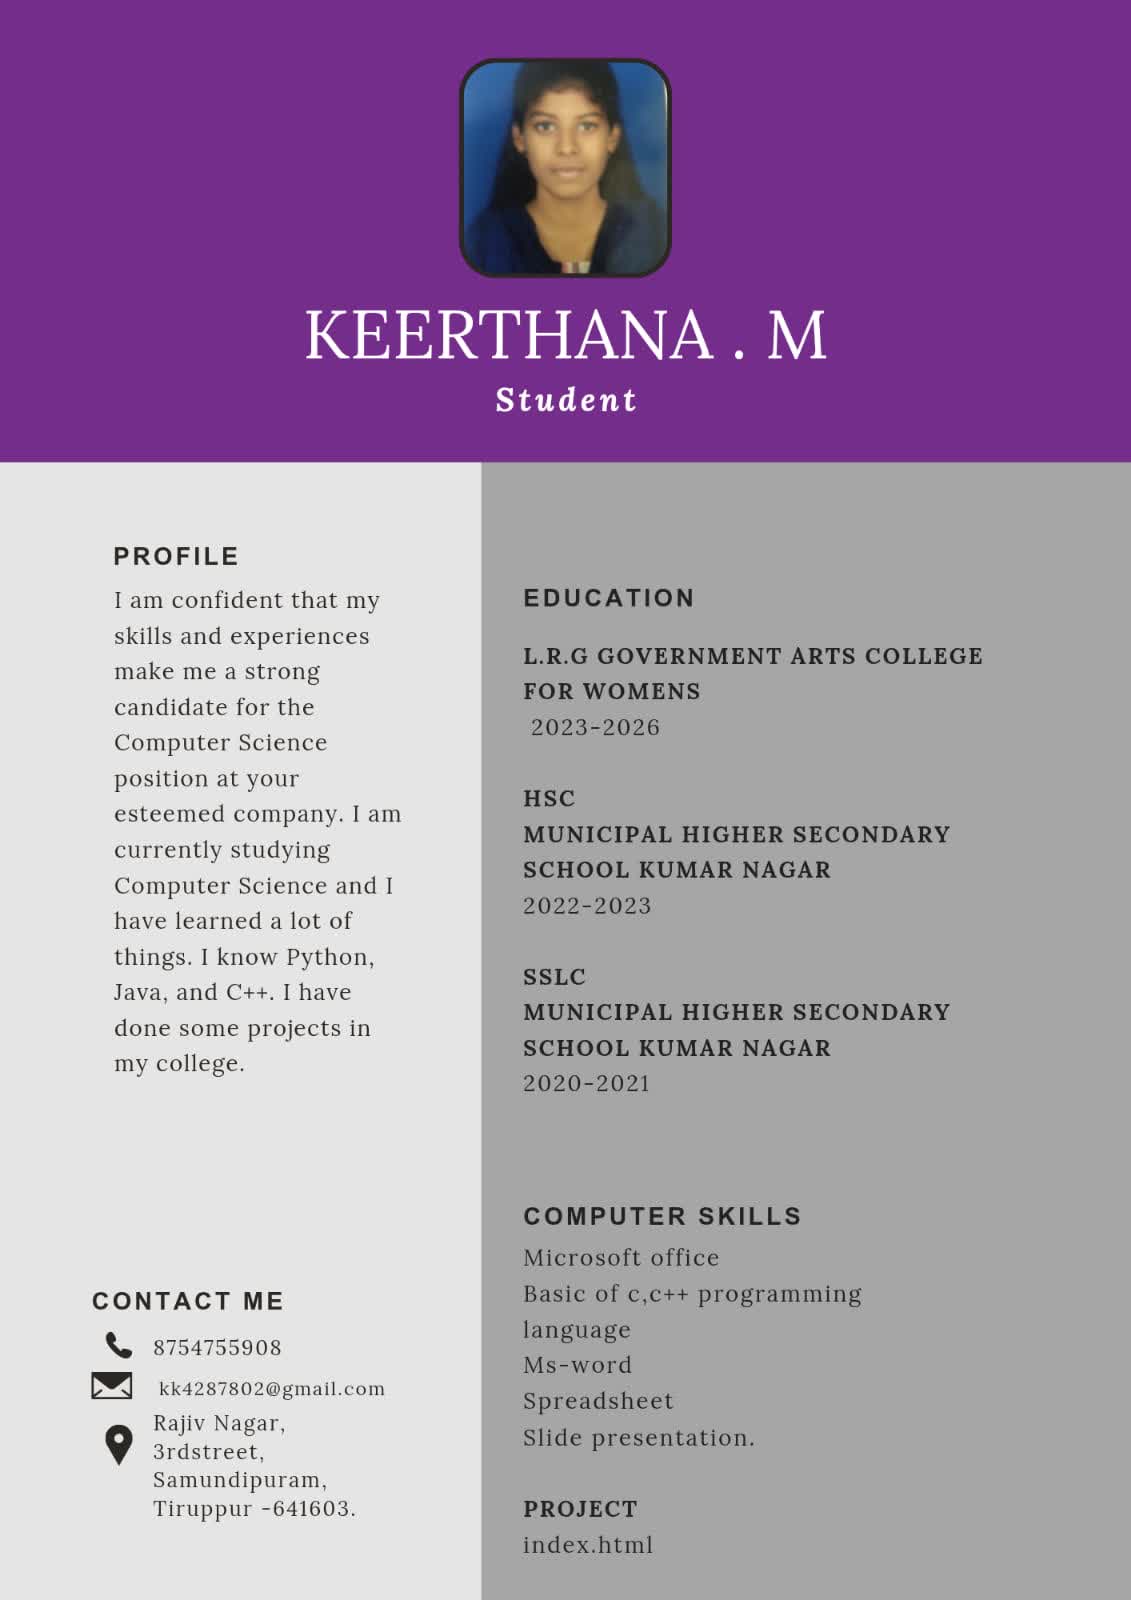 KEERTHANA . M
Student
PROFILE
I am confident that my
skills and experiences
make me a strong
candidate for the
Computer Science
position at your
esteemed company. I am
currently studying
Computer Science and I
have learned a lot of
things. I know Python,
Java, and C++. I have
done some projects in
my college.
CONTACT ME
8754755908
kk4287802@gmail.com
Rajiv Nagar,
3rdstreet,
Samundipuram,
Tiruppur -641603.
EDUCATION
L.R.G GOVERNMENT ARTS COLLEGE
FOR WOMENS
2023-2026
HSC
MUNICIPAL HIGHER SECONDARY
SCHOOL KUMAR NAGAR
2022-2023
SSLC
MUNICIPAL HIGHER SECONDARY
SCHOOL KUMAR NAGAR
2020-2021
COMPUTER SKILLS
Microsoft office
Basic of c,c++ programming
language
Ms-word
Spreadsheet
Slide presentation.
PROJECT
index.html